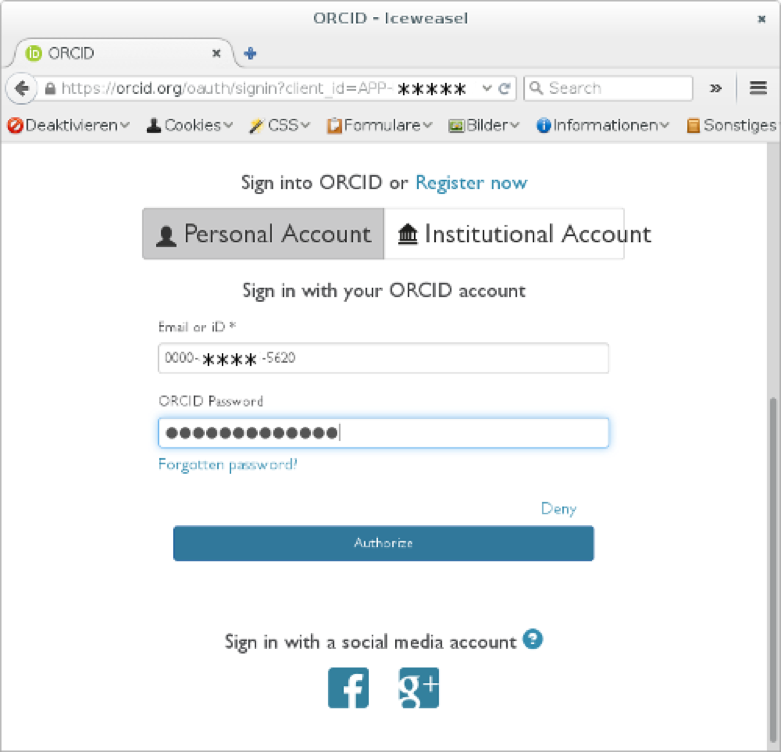 ORCID - Iceweasel
ORCID
https://orcid.org/oauth/signin?client_id=APP-*****
Search
Deaktivieren Cookies CSS Formulare Bilder Informationen Sonstiges
Sign into ORCID or Register now
Personal Account Institutional Account
Sign in with your ORCID account
Email or iD *
0000-****-5620
ORCID Password
Forgotten password?
Deny
Authorize
Sign in with a social media account ?
f g+